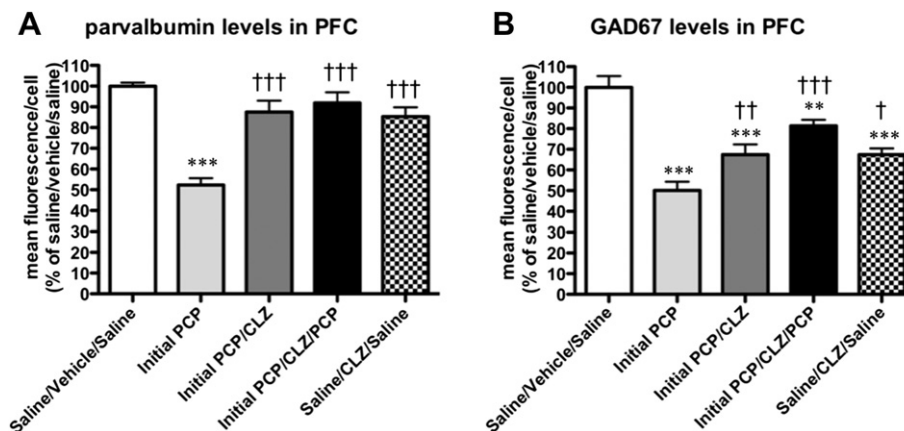 A parvalbumin levels in PFC
mean fluorescence/cell
(% of saline/vehicle/saline)
110
100
90
80
70
60
50
40
30
20
10
0
***
†††
†††
†††
Saline/Vehicle/Saline
Initial PCP
Initial PCP/CLZ
Initial PCP/CLZ/PCP
Saline/CLZ/Saline
B GAD67 levels in PFC
mean fluorescence/cell
(% of saline/vehicle/saline)
110
100
90
80
70
60
50
40
30
20
10
0
***
††
***
†††
**
†
***
Saline/Vehicle/Saline
Initial PCP
Initial PCP/CLZ
Initial PCP/CLZ/PCP
Saline/CLZ/Saline